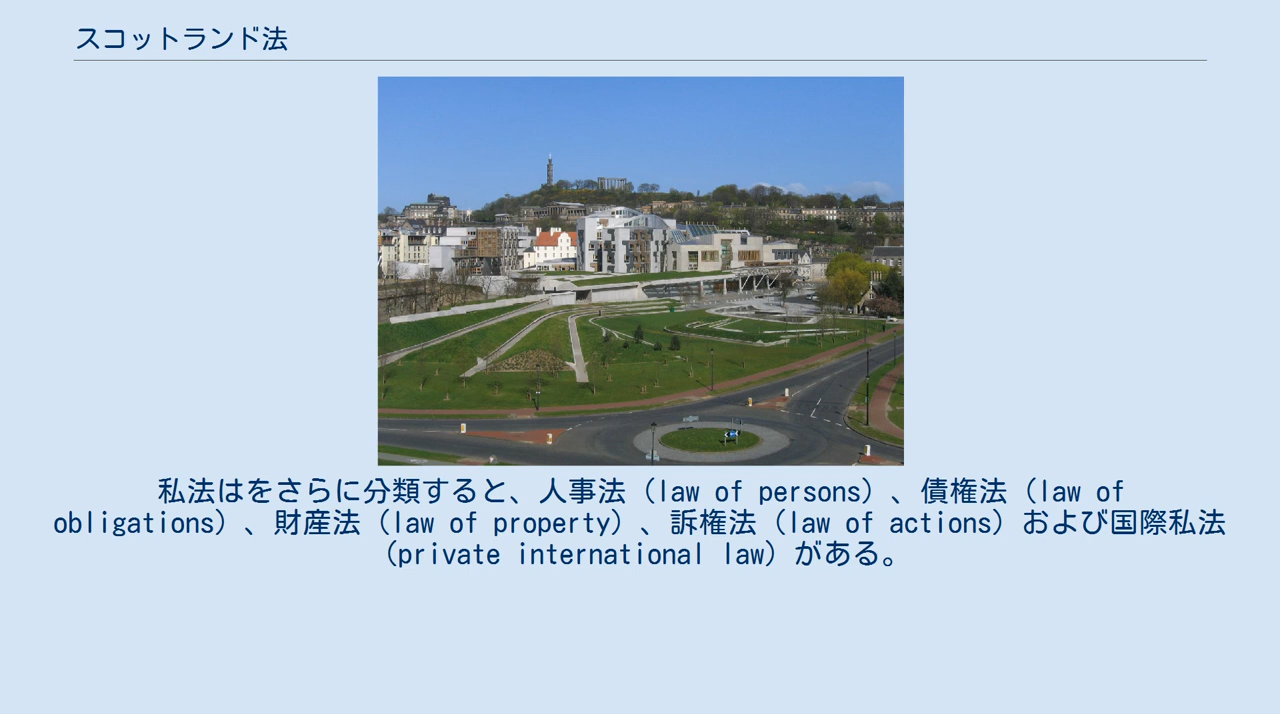 スコットランド法
私法はをさらに分類すると、人事法（law of persons）、債権法（law of
obligations）、財産法（law of property）、訴権法（law of actions）および国際私法
（private international law）がある。